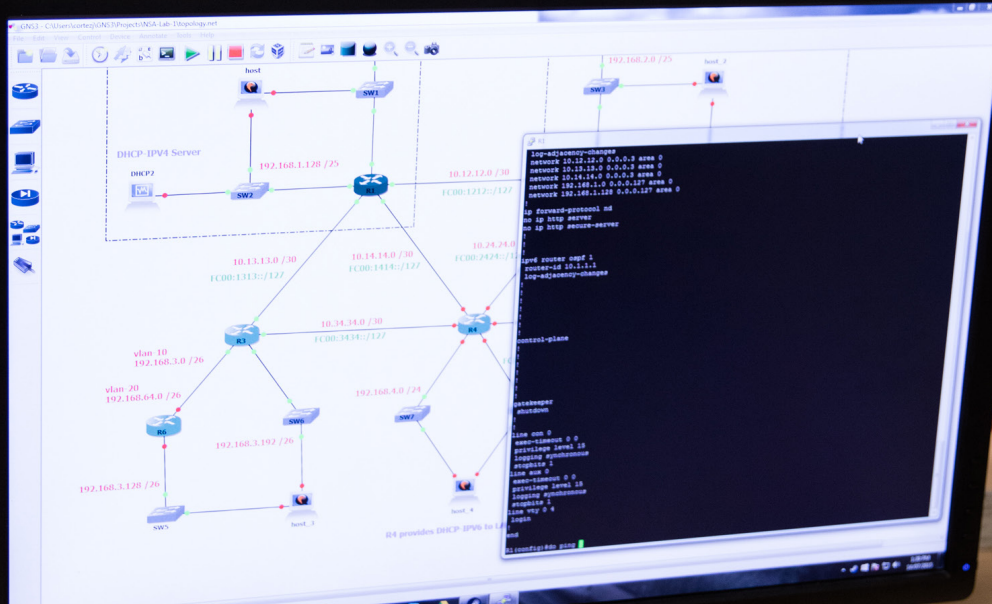 GNS3 - C:\Users\cortezj\GNS3\Projects\NSA-Lab-1\topology.net
host
SW1
192.168.2.0 /25
SW3
DHCP-IPV4 Server
DHCP2
192.168.1.128 /25
SW2
R1
10.12.12.0 /30
FC00:1212::/127
10.13.13.0 /30
FC00:1313::/127
10.14.14.0 /30
FC00:1414::/127
10.24.24.0
FC00:2424::/12
R3
10.34.34.0 /30
FC00:3434::/127
R4
vlan-10
192.168.3.0 /26
vlan-20
192.168.64.0 /26
R6
SW6
192.168.3.192 /26
192.168.4.0 /24
SW7
192.168.3.128 /26
SW5
host_3
host_4
R4 provides DHCP-IPV6 to LA
R1
log-adjacency-changes
network 10.12.12.0 0.0.0.3 area 0
network 10.13.13.0 0.0.0.3 area 0
network 10.14.14.0 0.0.0.3 area 0
network 192.168.1.0 0.0.0.127 area 0
network 192.168.1.128 0.0.0.127 area 0
!
ip forward-protocol nd
no ip http server
no ip http secure-server
!
!
!
ipv6 router ospf 1
router-id 10.1.1.1
log-adjacency-changes
!
!
!
!
!
!
control-plane
!
!
!
!
!
!
gatekeeper
shutdown
!
!
line con 0
exec-timeout 0 0
privilege level 15
logging synchronous
stopbits 1
line aux 0
exec-timeout 0 0
privilege level 15
logging synchronous
stopbits 1
line vty 0 4
login
!
end
R1(config)#do ping